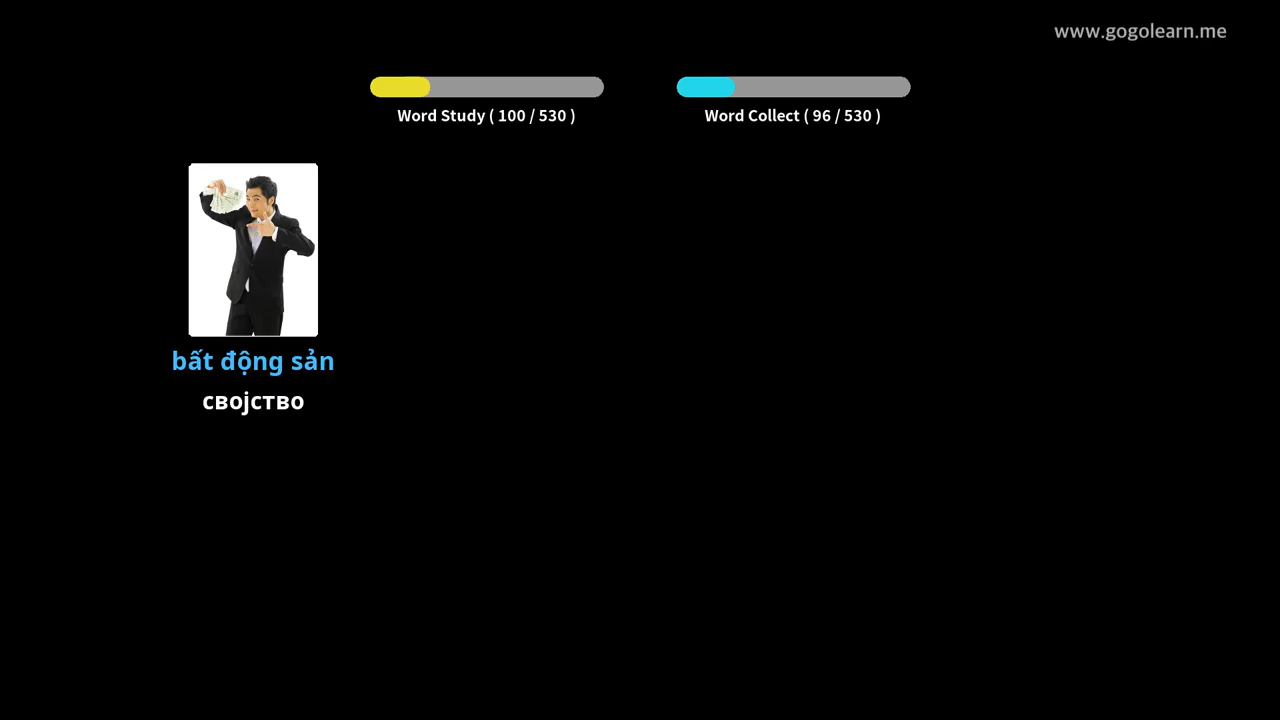 www.gogolearn.me
Word Study ( 100 / 530 )
Word Collect ( 96 / 530 )
bất động sản
својство